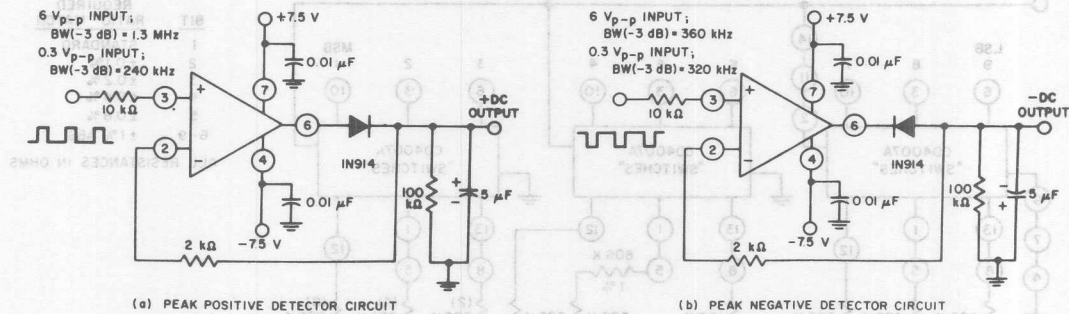 6 Vp-p INPUT;
BW(-3 dB) = 1.3 MHz
0.3 Vp-p INPUT;
BW(-3 dB) = 240 kHz
+7.5 V
0.01 µF
7
3
+
10 kΩ
6
2
−
4
IN914
+DC
OUTPUT
100
kΩ
+
−
5 µF
0.01 µF
−7.5 V
2 kΩ
(a) PEAK POSITIVE DETECTOR CIRCUIT
6 Vp-p INPUT;
BW(-3 dB) = 360 kHz
0.3 Vp-p INPUT;
BW(-3 dB) = 320 kHz
+7.5 V
0.01 µF
7
3
+
10 kΩ
6
2
−
4
IN914
−DC
OUTPUT
100
kΩ
−
+
5 µF
0.01 µF
−7.5 V
2 kΩ
(b) PEAK NEGATIVE DETECTOR CIRCUIT